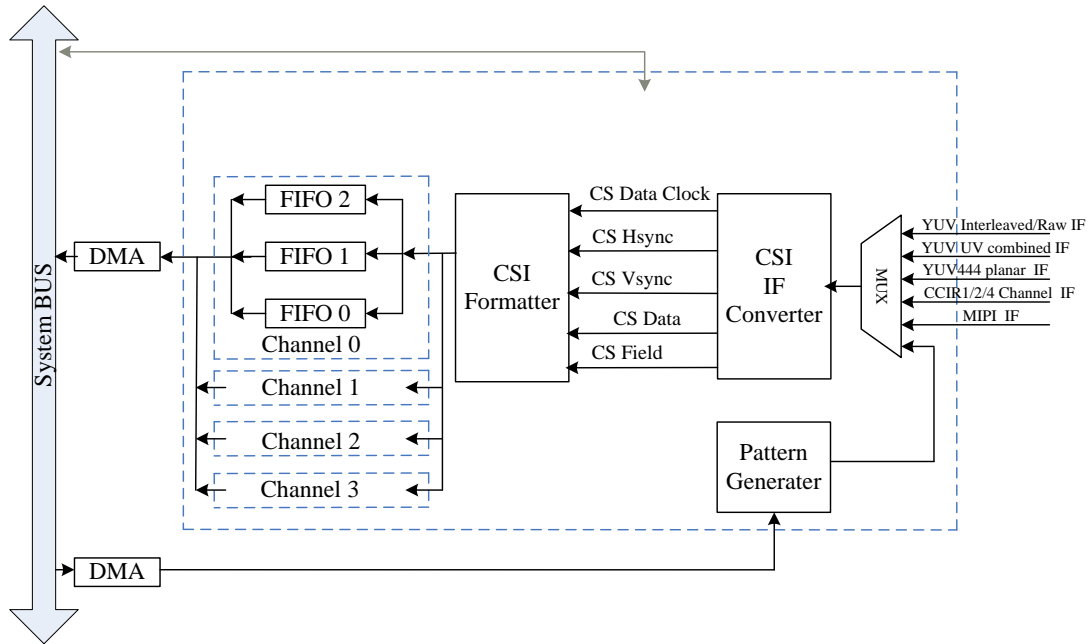 System BUS
DMA
FIFO 2
FIFO 1
FIFO 0
Channel 0
Channel 1
Channel 2
Channel 3
CSI
Formatter
CS Data Clock
CS Hsync
CS Vsync
CS Data
CS Field
CSI
IF
Converter
MUX
YUV Interleaved/Raw IF
YUV UV combined IF
YUV444 planar IF
CCIR1/2/4 Channel IF
MIPI IF
Pattern
Generater
DMA